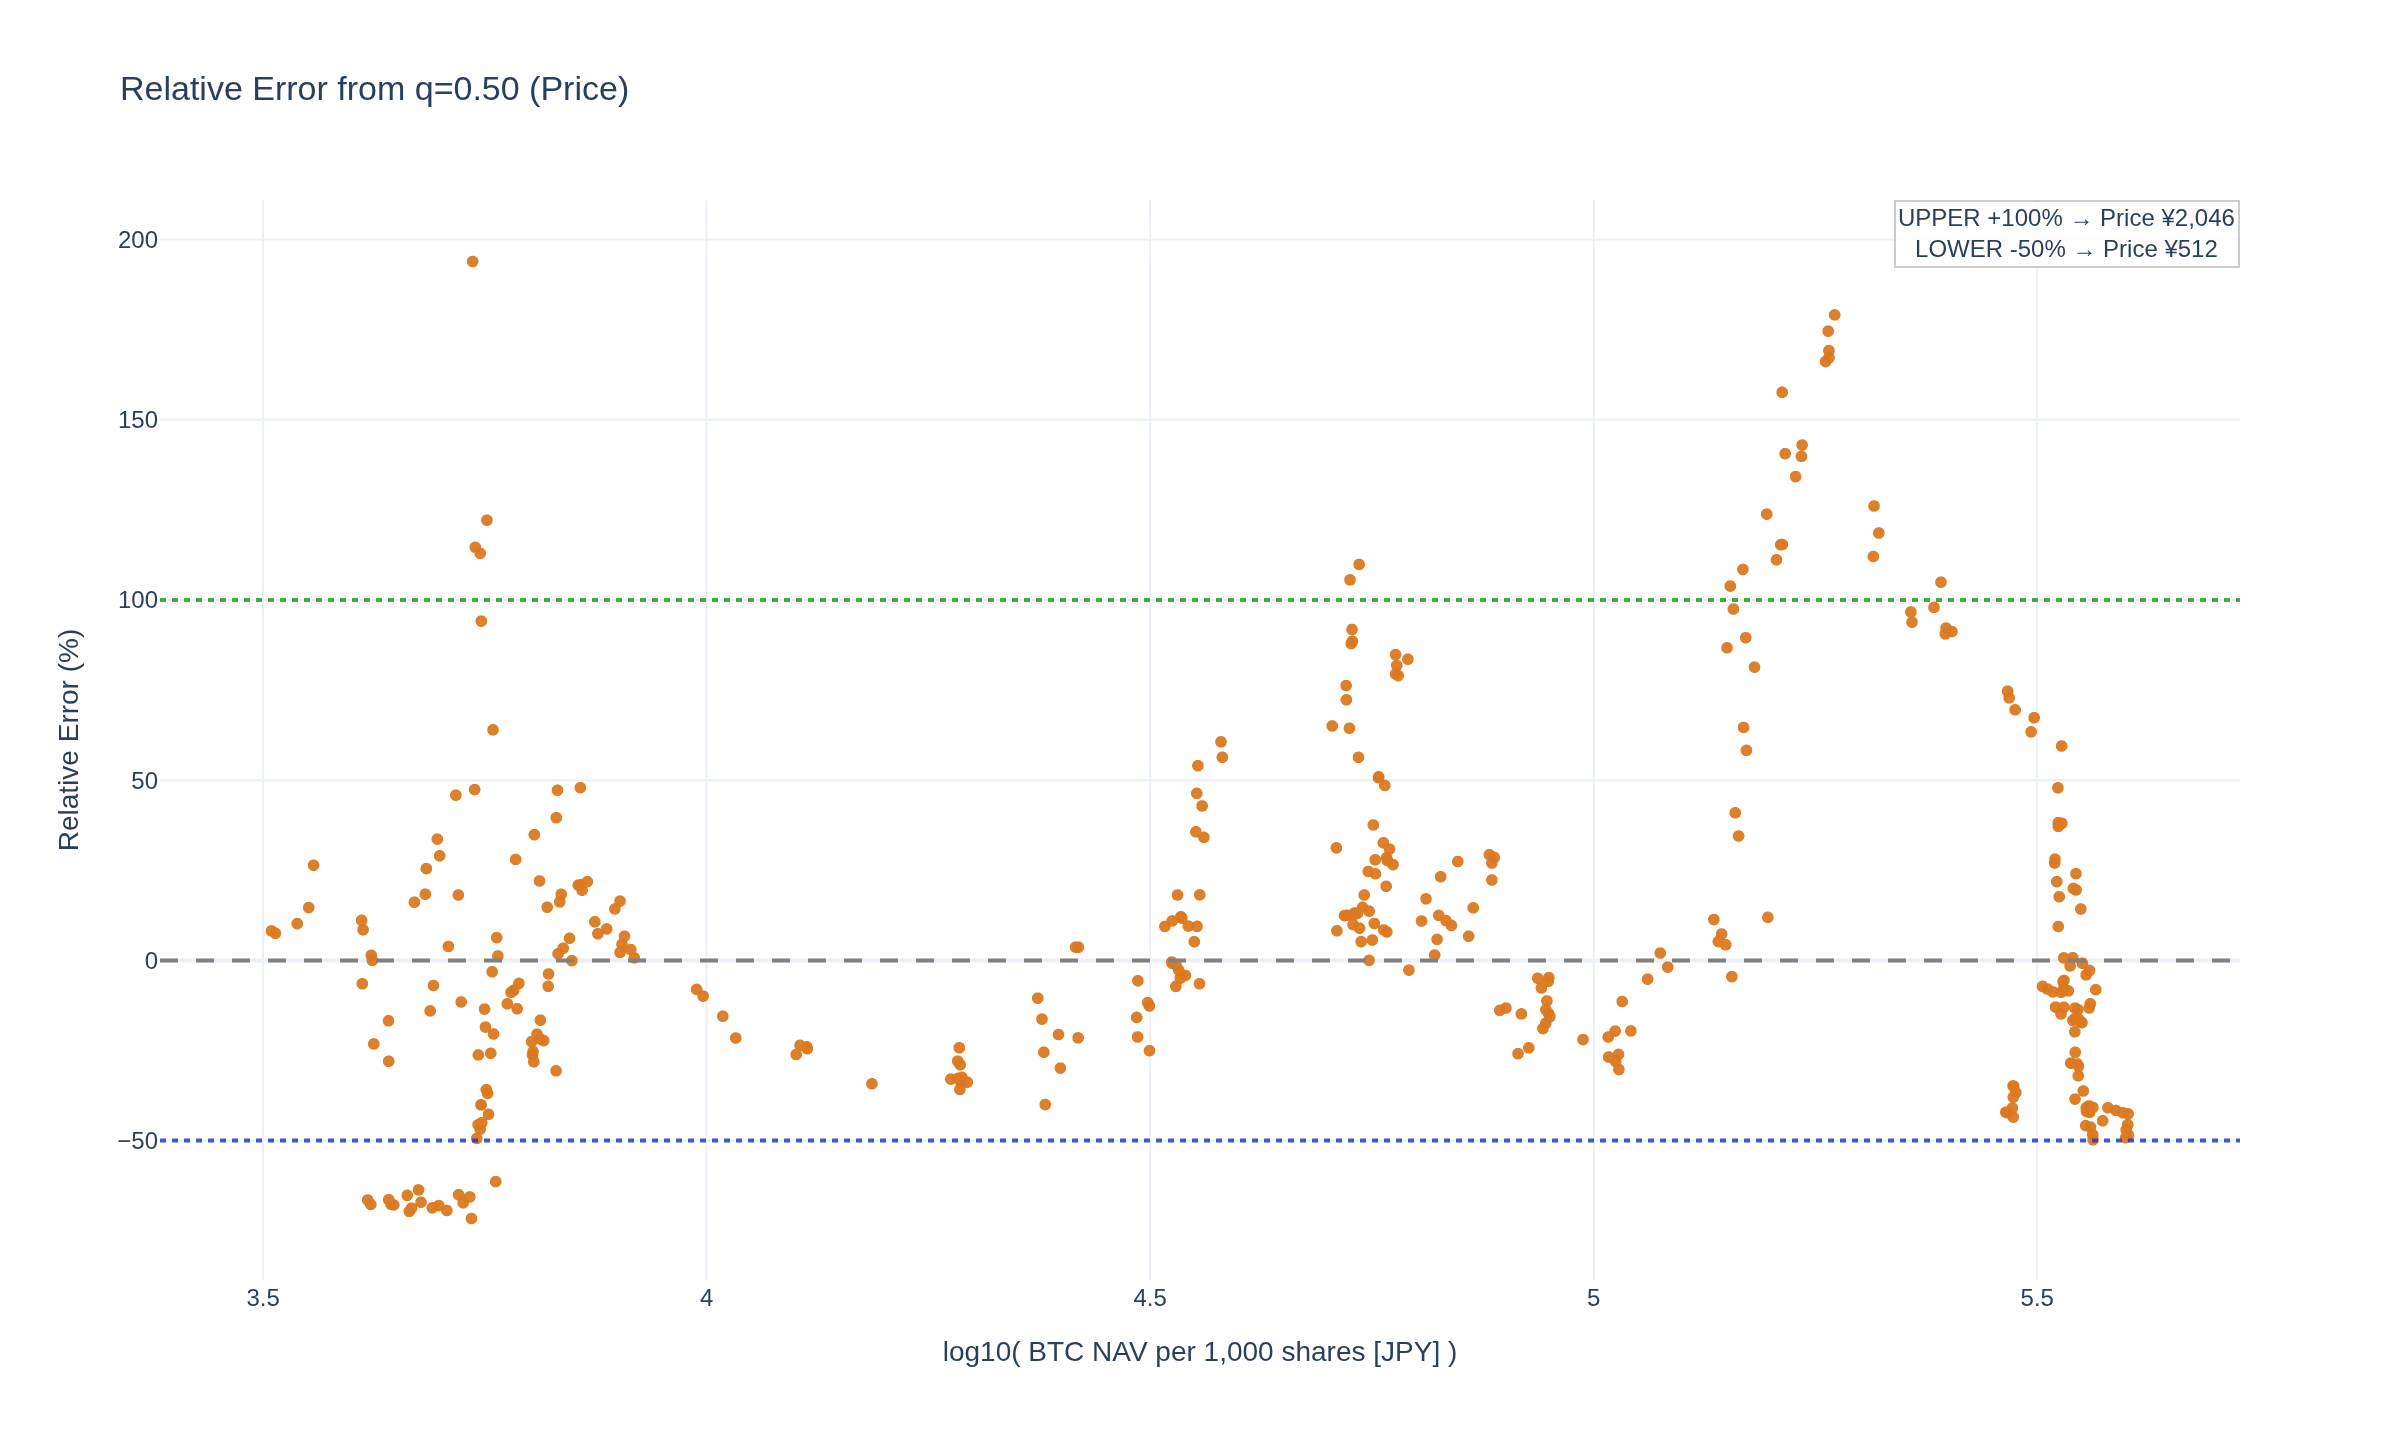 Relative Error from q=0.50 (Price)
UPPER +100% → Price ¥2,046
LOWER -50% → Price ¥512
200
150
100
50
0
−50
Relative Error (%)
3.5
4
4.5
5
5.5
log10( BTC NAV per 1,000 shares [JPY] )